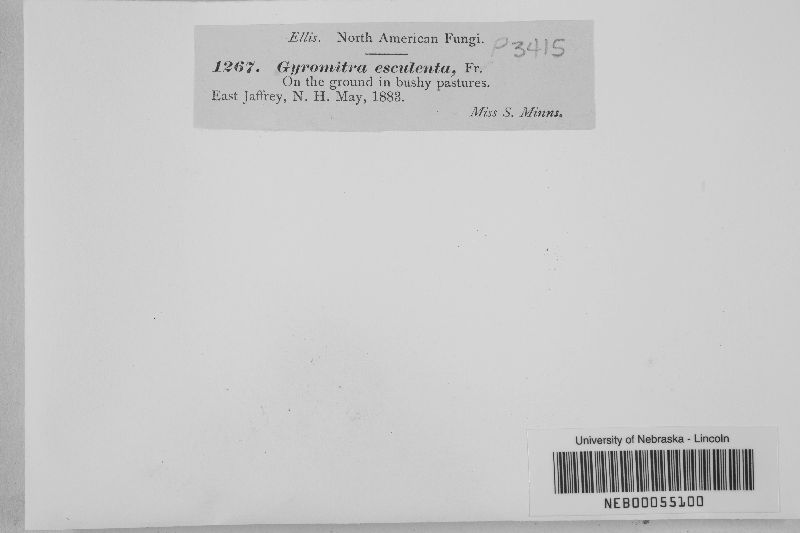 Ellis. North American Fungi.
P3415
1267. Gyromitra esculenta, Fr.
On the ground in bushy pastures.
East Jaffrey, N. H. May, 1883.
Miss S. Minns.
University of Nebraska - Lincoln
NEB00055100